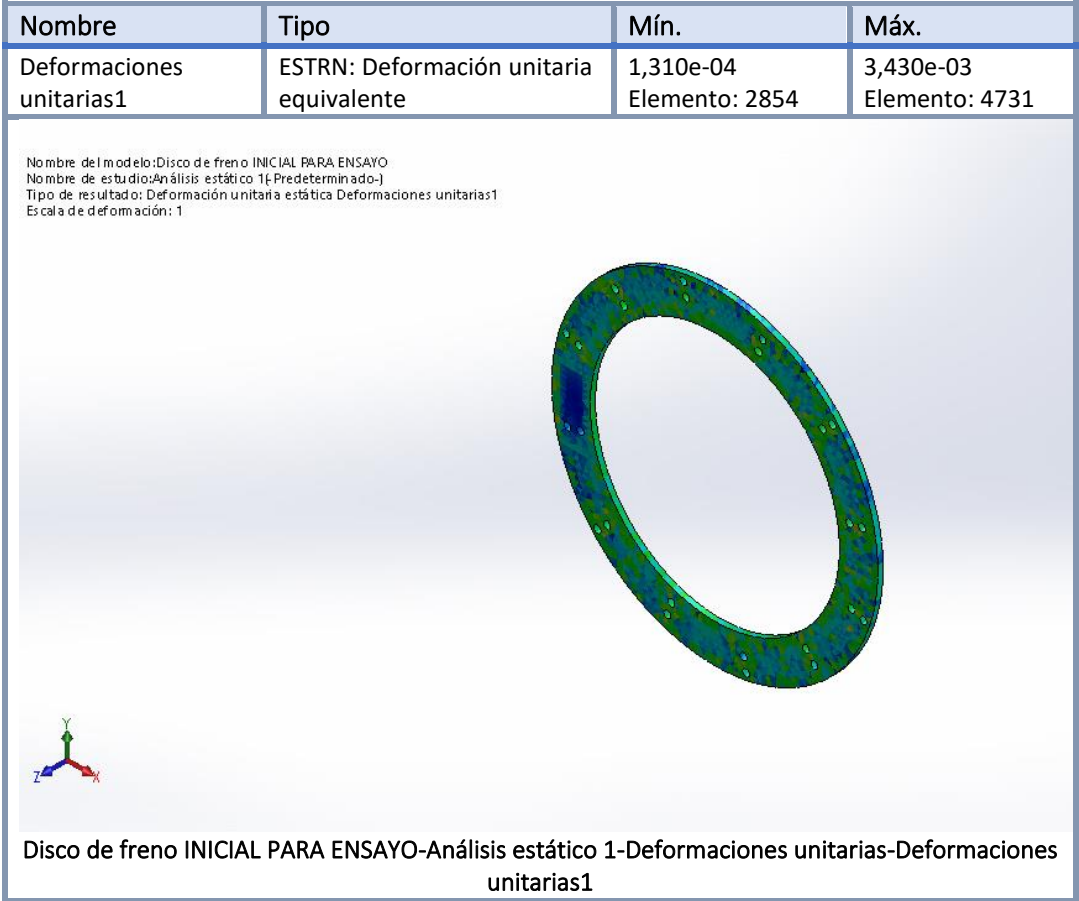 Nombre Tipo Mín. Máx.
Deformaciones ESTRN: Deformación unitaria 1,310e-04 3,430e-03
unitarias1 equivalente Elemento: 2854 Elemento: 4731
Nombre del modelo:Disco de freno INICIAL PARA ENSAYO
Nombre de estudio:Análisis estático 1(-Predeterminado-)
Tipo de resultado: Deformación unitaria estática Deformaciones unitarias1
Escala de deformación: 1
Y
Z X
Disco de freno INICIAL PARA ENSAYO-Análisis estático 1-Deformaciones unitarias-Deformaciones
unitarias1